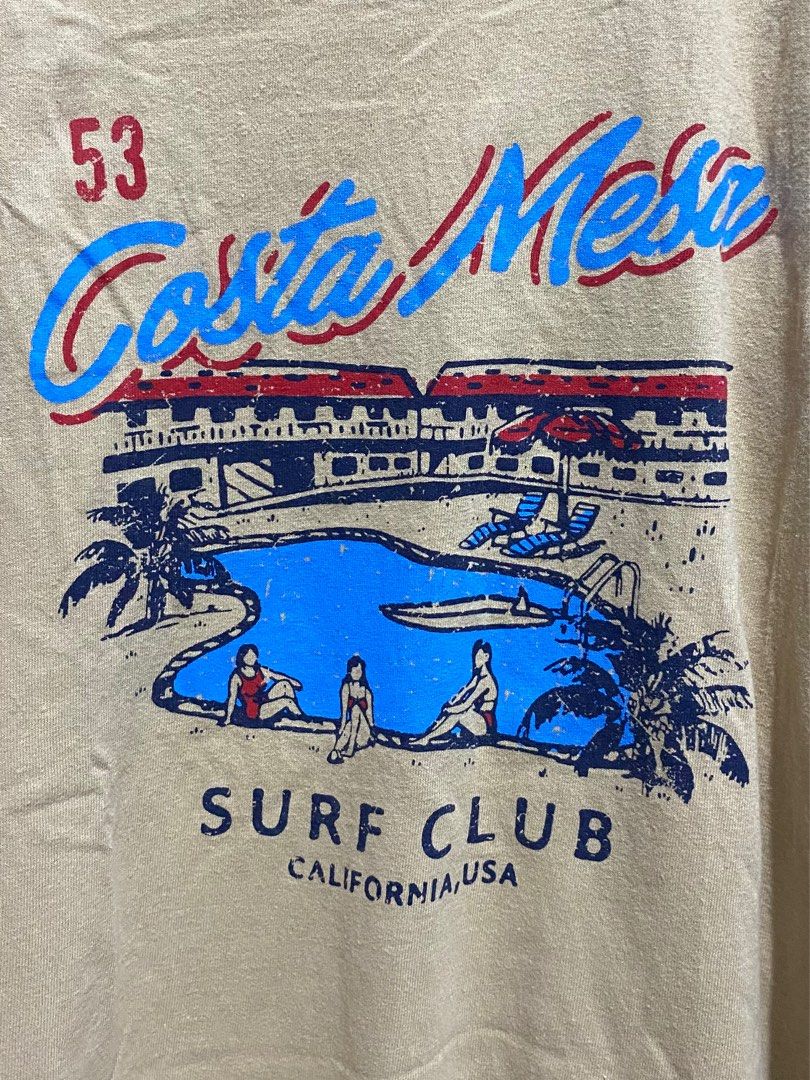 53
Costa Mesa
SURF CLUB
CALIFORNIA, USA